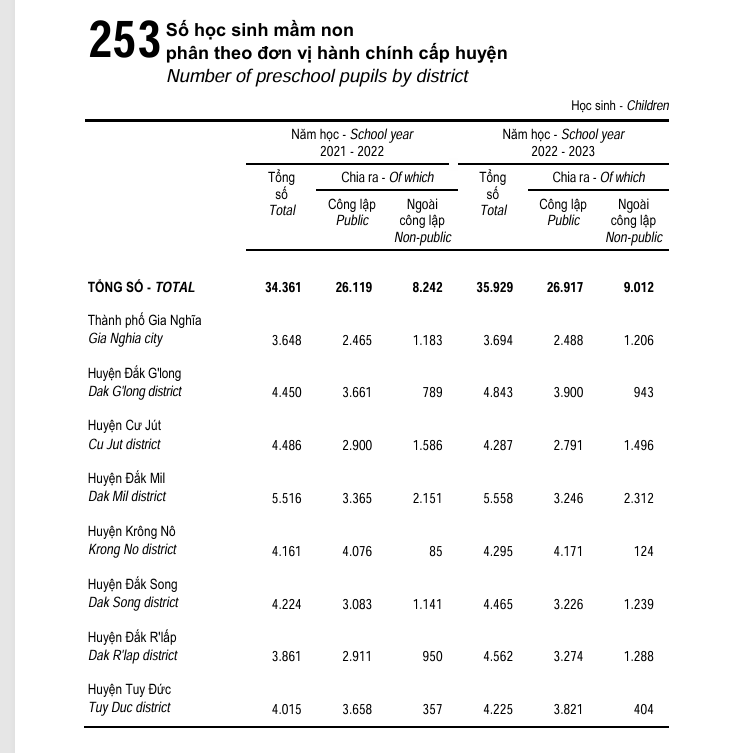 253 Số học sinh mầm non
phân theo đơn vị hành chính cấp huyện
Number of preschool pupils by district
Học sinh - Children
Năm học - School year Năm học - School year
2021 - 2022 2022 - 2023
Tổng số Total Chia ra - Of which Tổng số Total Chia ra - Of which
Công lập Ngoài công lập Công lập Ngoài công lập
Public Non-public Public Non-public
TỔNG SỐ - TOTAL 34.361 26.119 8.242 35.929 26.917 9.012
Thành phố Gia Nghĩa
Gia Nghia city 3.648 2.465 1.183 3.694 2.488 1.206
Huyện Đắk G'long
Dak G'long district 4.450 3.661 789 4.843 3.900 943
Huyện Cư Jút
Cu Jut district 4.486 2.900 1.586 4.287 2.791 1.496
Huyện Đắk Mil
Dak Mil district 5.516 3.365 2.151 5.558 3.246 2.312
Huyện Krông Nô
Krong No district 4.161 4.076 85 4.295 4.171 124
Huyện Đắk Song
Dak Song district 4.224 3.083 1.141 4.465 3.226 1.239
Huyện Đắk R'lấp
Dak R'lap district 3.861 2.911 950 4.562 3.274 1.288
Huyện Tuy Đức
Tuy Duc district 4.015 3.658 357 4.225 3.821 404